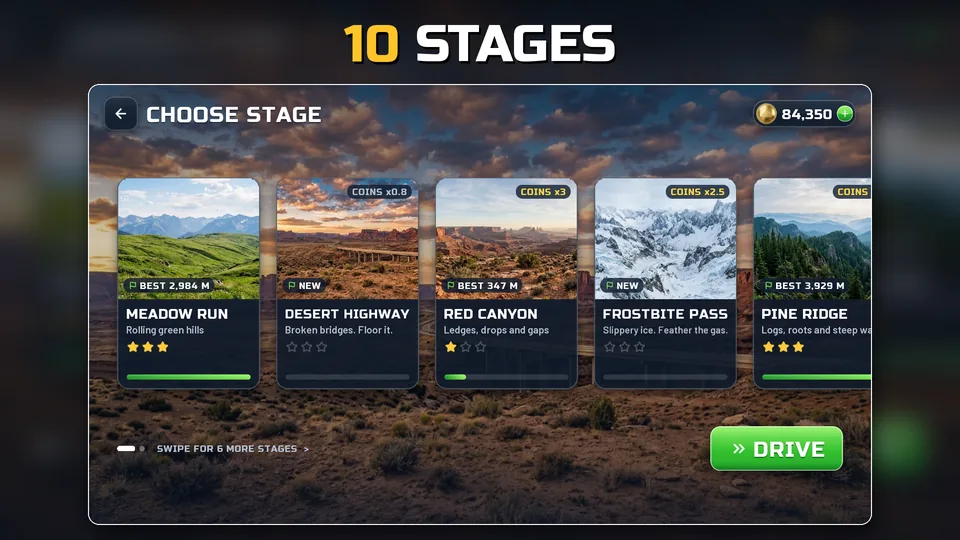 10 STAGES
CHOOSE STAGE
84,350
COINS x0.8
COINS x3
COINS x2.5
COINS
BEST 2,984 M
NEW
BEST 347 M
NEW
BEST 3,929 M
MEADOW RUN
DESERT HIGHWAY
RED CANYON
FROSTBITE PASS
PINE RIDGE
Rolling green hills
Broken bridges. Floor it.
Ledges, drops and gaps
Slippery ice. Feather the gas.
Logs, roots and steep wa
SWIPE FOR 6 MORE STAGES >
» DRIVE